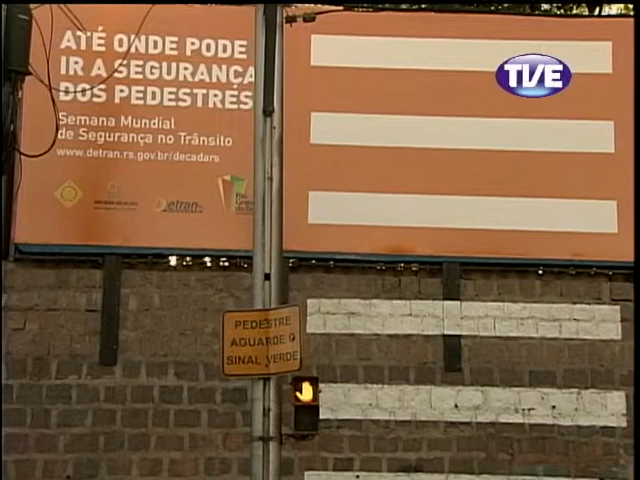 ATÉ ONDE PODE
IR A SEGURANÇA
DOS PEDESTRES
Semana Mundial
de Segurança no Trânsito
www.detran.rs.gov.br/decadars
Detran
TVE
PEDESTRE
AGUARDE O
SINAL VERDE